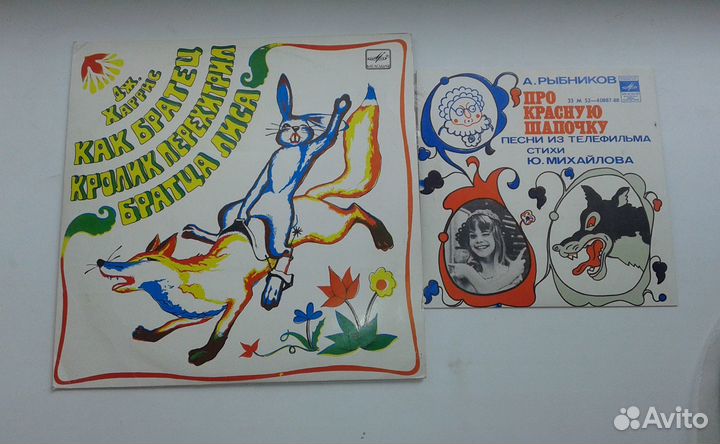 ДЖ. ХАРРИС
КАК БРАТЕЦ
КРОЛИК ПЕРЕХИТРИЛ
БРАТЦА ЛИСА
А. РЫБНИКОВ
ПРО
КРАСНУЮ
ШАПОЧКУ
ПЕСНИ ИЗ ТЕЛЕФИЛЬМА
СТИХИ
Ю. МИХАЙЛОВА
Avito